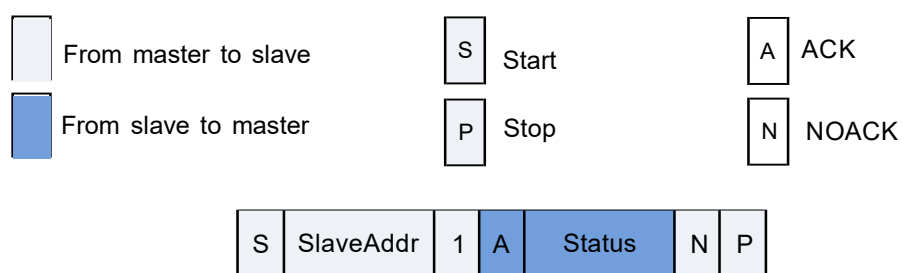 From master to slave S Start A ACK
From slave to master P Stop N NOACK
S SlaveAddr 1 A Status N P